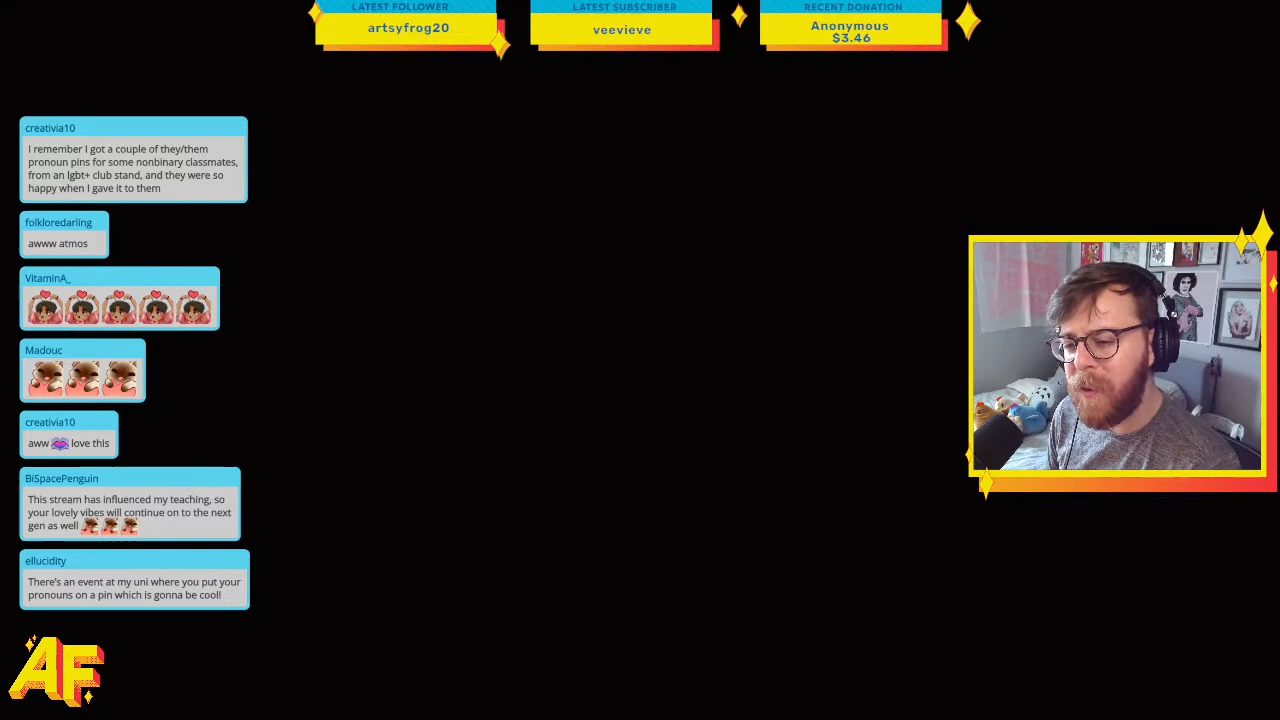 LATEST FOLLOWER
artsyfrog20
LATEST SUBSCRIBER
veevieve
RECENT DONATION
Anonymous
$3.46
creativia10
I remember I got a couple of they/them
pronoun pins for some nonbinary classmates,
from an lgbt+ club stand, and they were so
happy when I gave it to them
folkloredarling
awww atmos
VitaminA_
Madouc
creativia10
aww love this
BiSpacePenguin
This stream has influenced my teaching, so
your lovely vibes will continue on to the next
gen as well
ellucidity
There's an event at my uni where you put your
pronouns on a pin which is gonna be cool!
AF